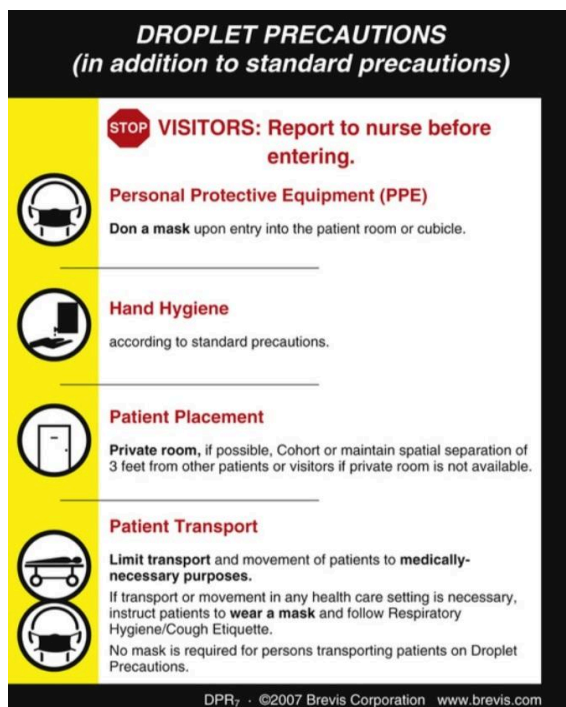 DROPLET PRECAUTIONS
(in addition to standard precautions)
STOP VISITORS: Report to nurse before
entering.
Personal Protective Equipment (PPE)
Don a mask upon entry into the patient room or cubicle.
Hand Hygiene
according to standard precautions.
Patient Placement
Private room, if possible, Cohort or maintain spatial separation of
3 feet from other patients or visitors if private room is not available.
Patient Transport
Limit transport and movement of patients to medically-
necessary purposes.
If transport or movement in any health care setting is necessary,
instruct patients to wear a mask and follow Respiratory
Hygiene/Cough Etiquette.
No mask is required for persons transporting patients on Droplet
Precautions.
DPR7 · ©2007 Brevis Corporation www.brevis.com